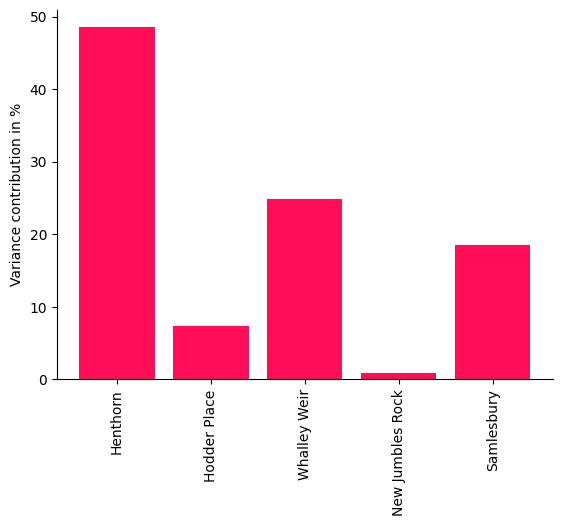 Variance contribution in %
50
40
30
20
10
0
Henthorn
Hodder Place
Whalley Weir
New Jumbles Rock
Samlesbury